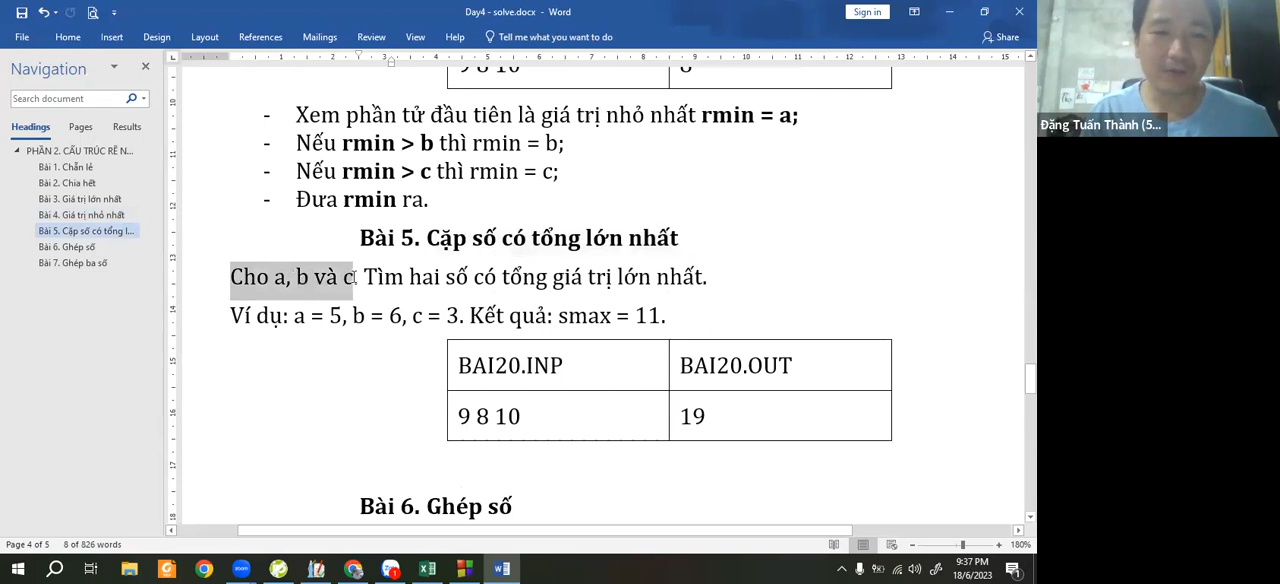 Day4 - solve.docx - Word
Sign in
File Home Insert Design Layout References Mailings Review View Help Tell me what you want to do Share
Navigation
Search document
Headings Pages Results
PHẦN 2. CẤU TRÚC RẼ N...
Bài 1. Chẵn lẻ
Bài 2. Chia hết
Bài 3. Giá trị lớn nhất
Bài 4. Giá trị nhỏ nhất
Bài 5. Cặp số có tổng l...
Bài 6. Ghép số
Bài 7. Ghép ba số
9 8 10 8
- Xem phần tử đầu tiên là giá trị nhỏ nhất rmin = a;
- Nếu rmin > b thì rmin = b;
- Nếu rmin > c thì rmin = c;
- Đưa rmin ra.
Bài 5. Cặp số có tổng lớn nhất
Cho a, b và c. Tìm hai số có tổng giá trị lớn nhất.
Ví dụ: a = 5, b = 6, c = 3. Kết quả: smax = 11.
BAI20.INP BAI20.OUT
9 8 10 19
Bài 6. Ghép số
Đặng Tuấn Thành (5...
Page 4 of 5 8 of 826 words 180%
9:37 PM
18/6/2023